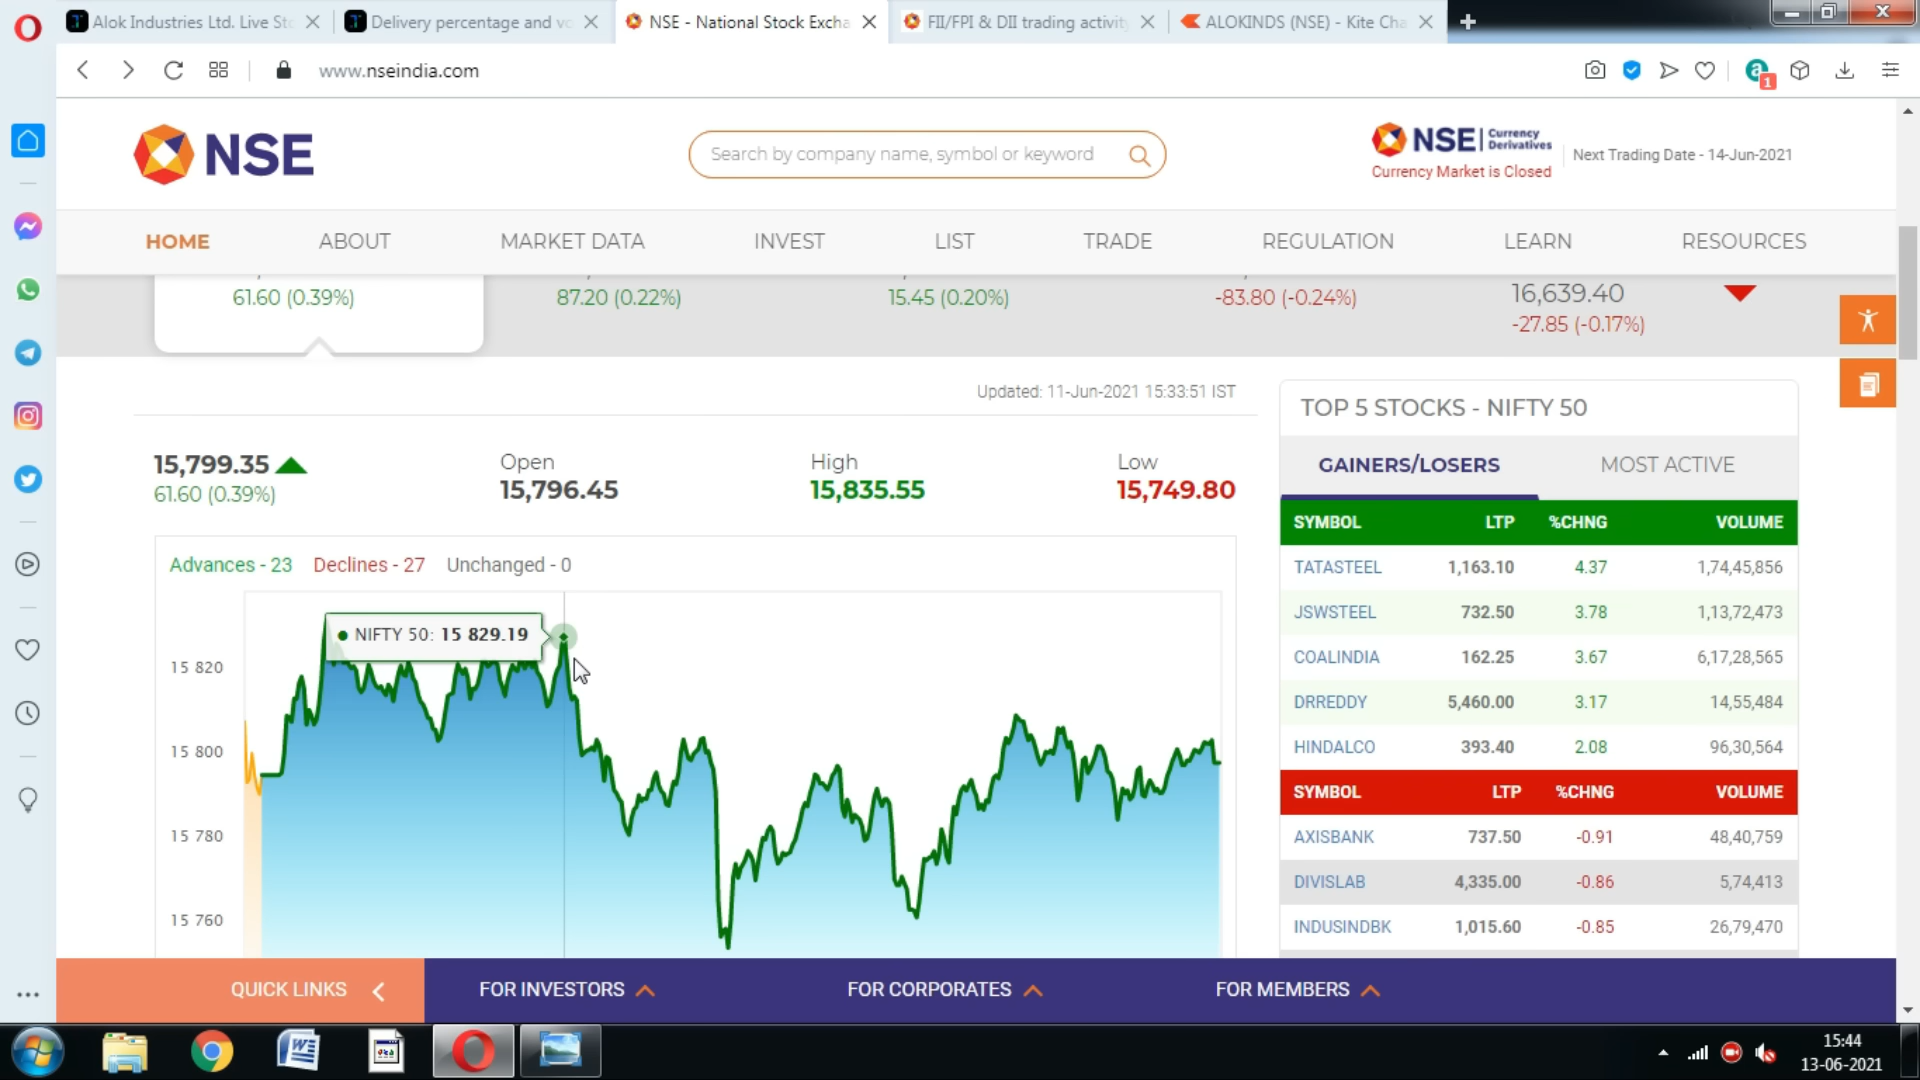 Alok Industries Ltd. Live Sto
Delivery percentage and vo
NSE - National Stock Excha
FII/FPI & DII trading activity
ALOKINDS (NSE) - Kite Cha
www.nseindia.com
1
NSE
Search by company name, symbol or keyword
NSE Currency Derivatives
Currency Market is Closed
Next Trading Date - 14-Jun-2021
HOME ABOUT MARKET DATA INVEST LIST TRADE REGULATION LEARN RESOURCES
61.60 (0.39%) 87.20 (0.22%) 15.45 (0.20%) -83.80 (-0.24%) 16,639.40
-27.85 (-0.17%)
Updated: 11-Jun-2021 15:33:51 IST
15,799.35
61.60 (0.39%)
Open
15,796.45
High
15,835.55
Low
15,749.80
Advances - 23 Declines - 27 Unchanged - 0
NIFTY 50: 15 829.19
15 820
15 800
15 780
15 760
TOP 5 STOCKS - NIFTY 50
GAINERS/LOSERS MOST ACTIVE
SYMBOL LTP %CHNG VOLUME
TATASTEEL 1,163.10 4.37 1,74,45,856
JSWSTEEL 732.50 3.78 1,13,72,473
COALINDIA 162.25 3.67 6,17,28,565
DRREDDY 5,460.00 3.17 14,55,484
HINDALCO 393.40 2.08 96,30,564
SYMBOL LTP %CHNG VOLUME
AXISBANK 737.50 -0.91 48,40,759
DIVISLAB 4,335.00 -0.86 5,74,413
INDUSINDBK 1,015.60 -0.85 26,79,470
QUICK LINKS FOR INVESTORS FOR CORPORATES FOR MEMBERS
15:44
13-06-2021